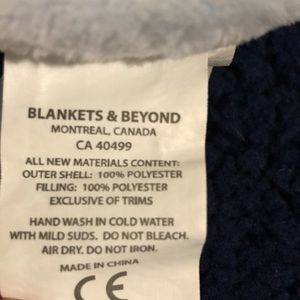 BLANKETS & BEYOND
MONTREAL, CANADA
CA 40499
ALL NEW MATERIALS CONTENT:
OUTER SHELL: 100% POLYESTER
FILLING: 100% POLYESTER
EXCLUSIVE OF TRIMS
HAND WASH IN COLD WATER
WITH MILD SUDS. DO NOT BLEACH.
AIR DRY. DO NOT IRON.
MADE IN CHINA
CE